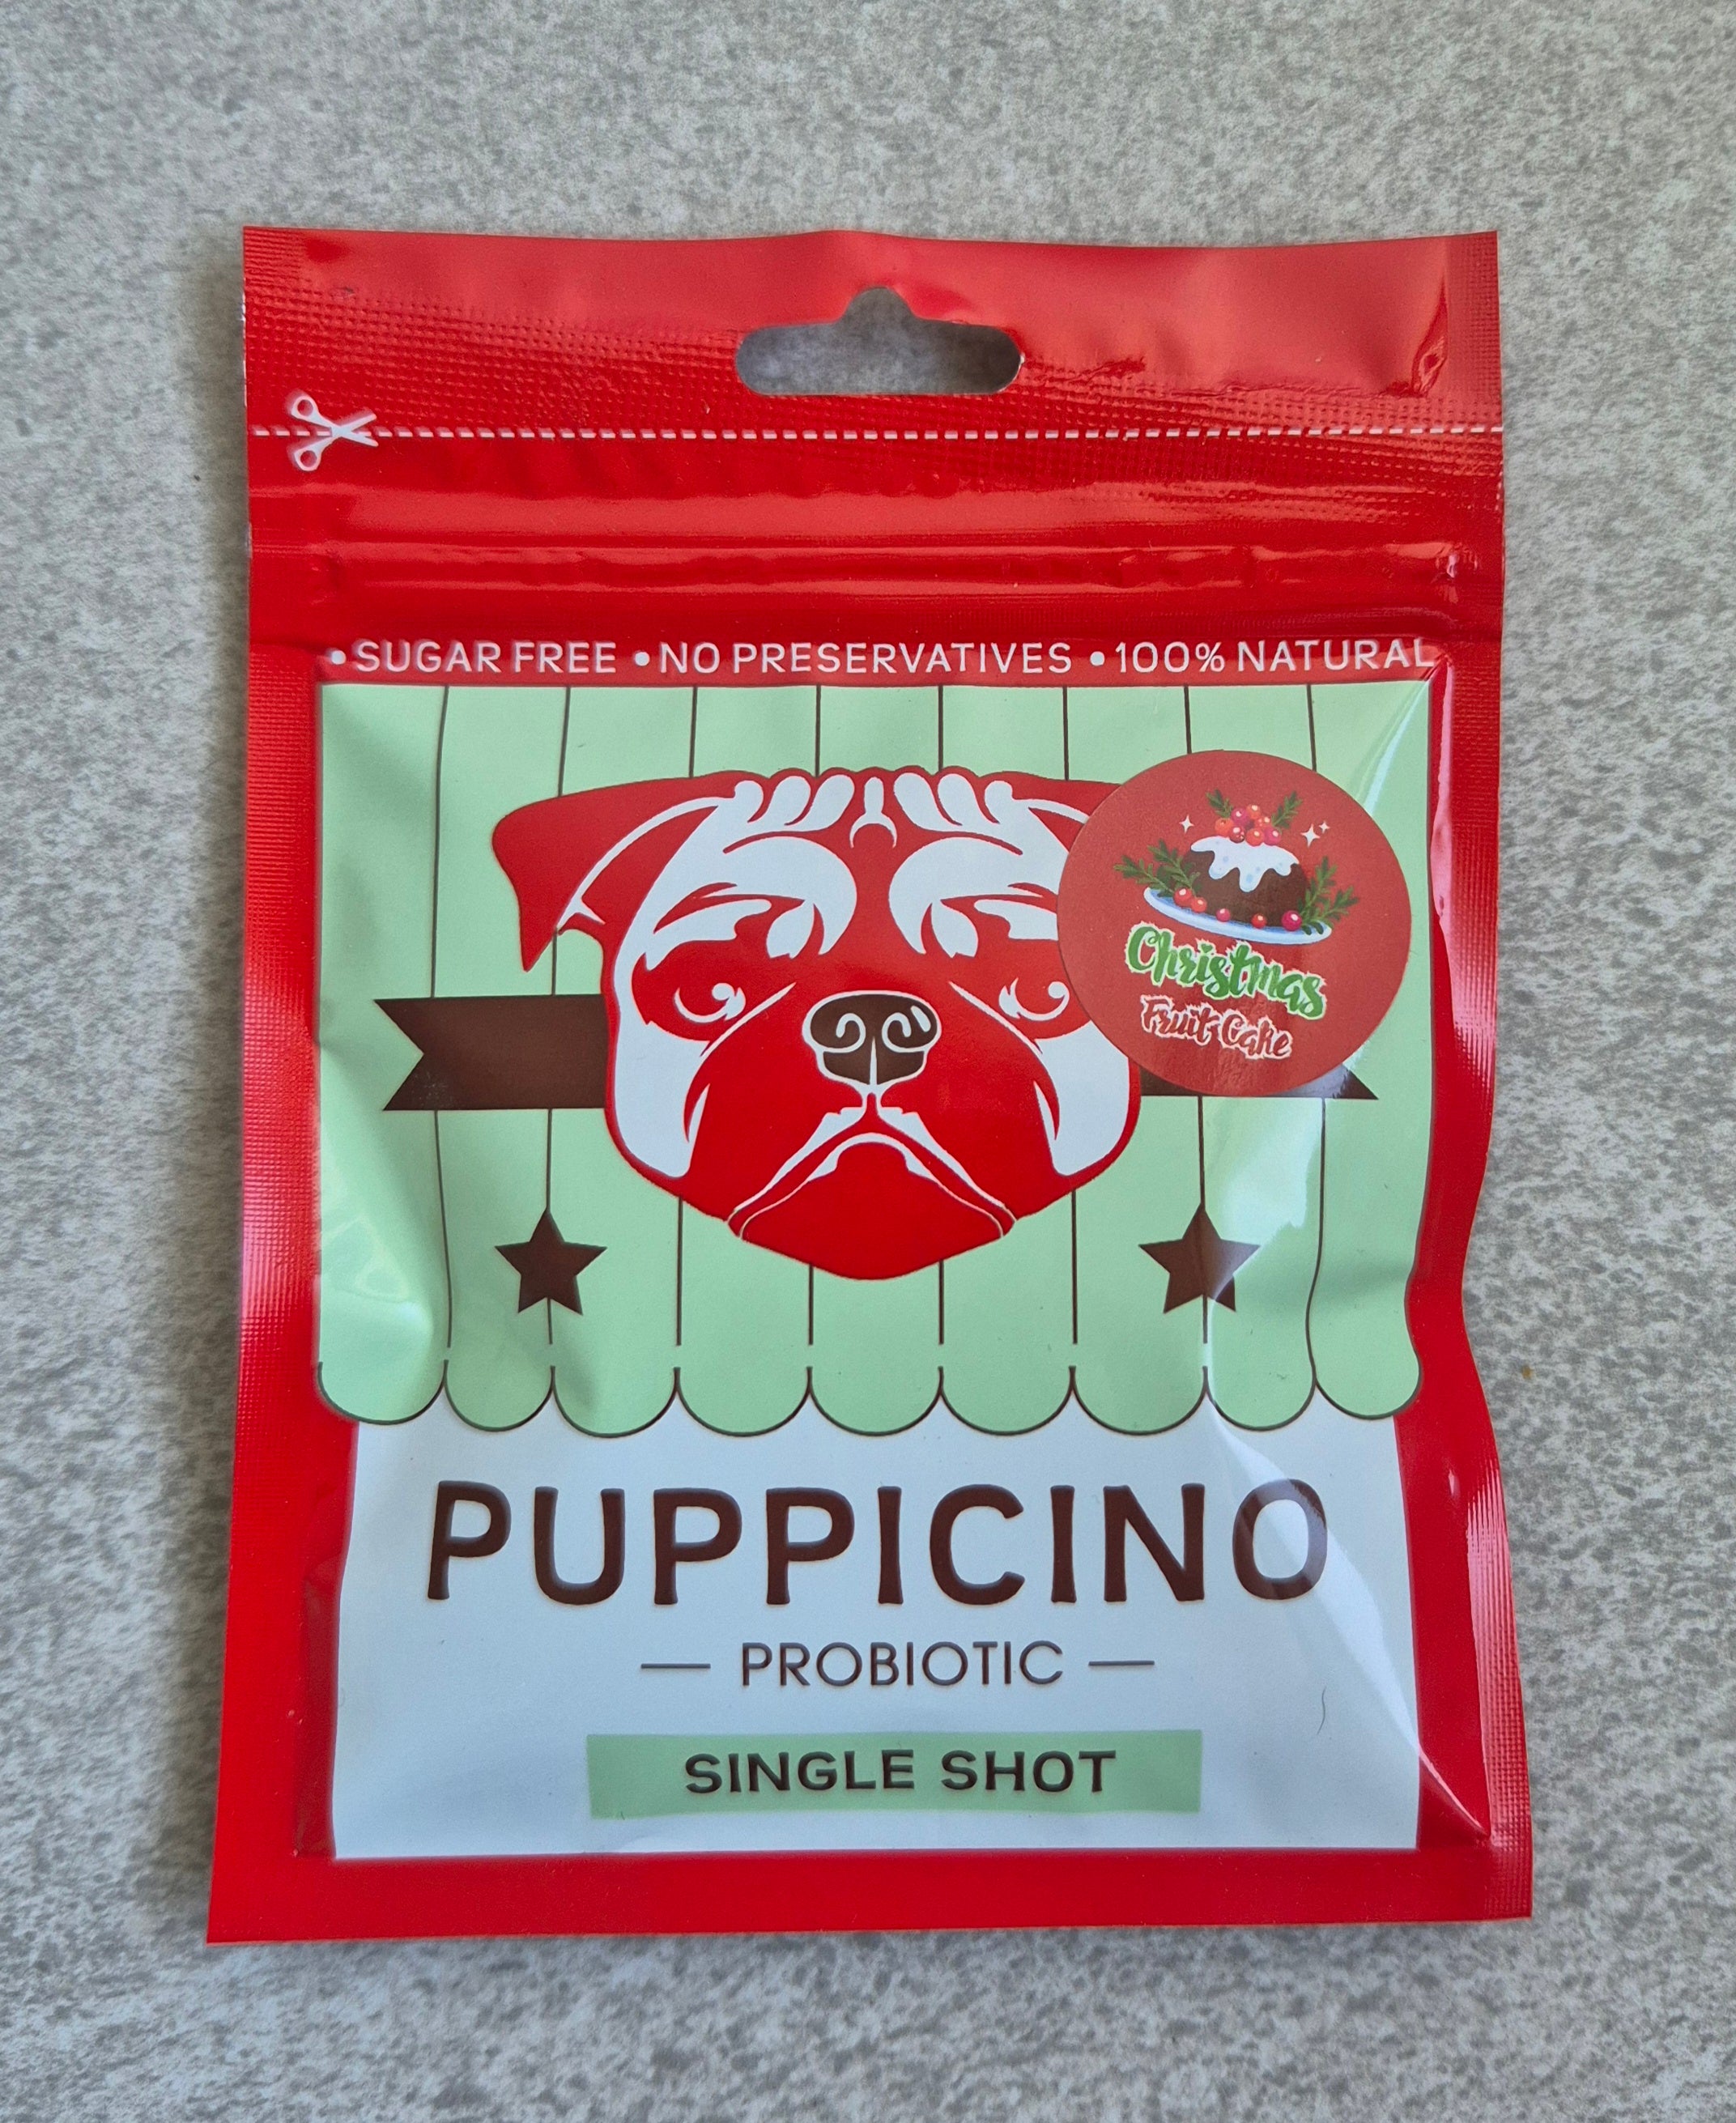 •SUGAR FREE •NO PRESERVATIVES •100% NATURAL
Christmas
Fruit Cake
PUPPICINO
— PROBIOTIC —
SINGLE SHOT